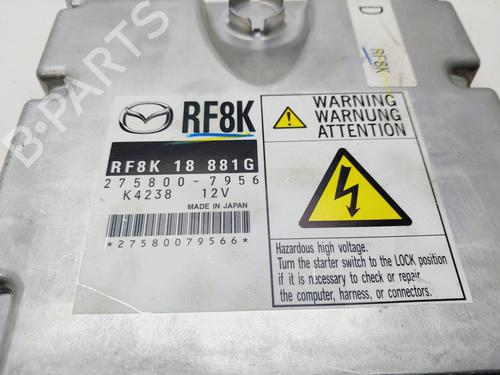 D
RF8K
B-PARTS
RF8K
RF8K 18 881G
275800-7956
K4238 12V
MADE IN JAPAN
*27580079566*
WARNING
WARNUNG
ATTENTION
Hazardous high voltage.
Turn the starter switch to the LOCK position
if it is necessary to check or repair
the computer, harness, or connectors.